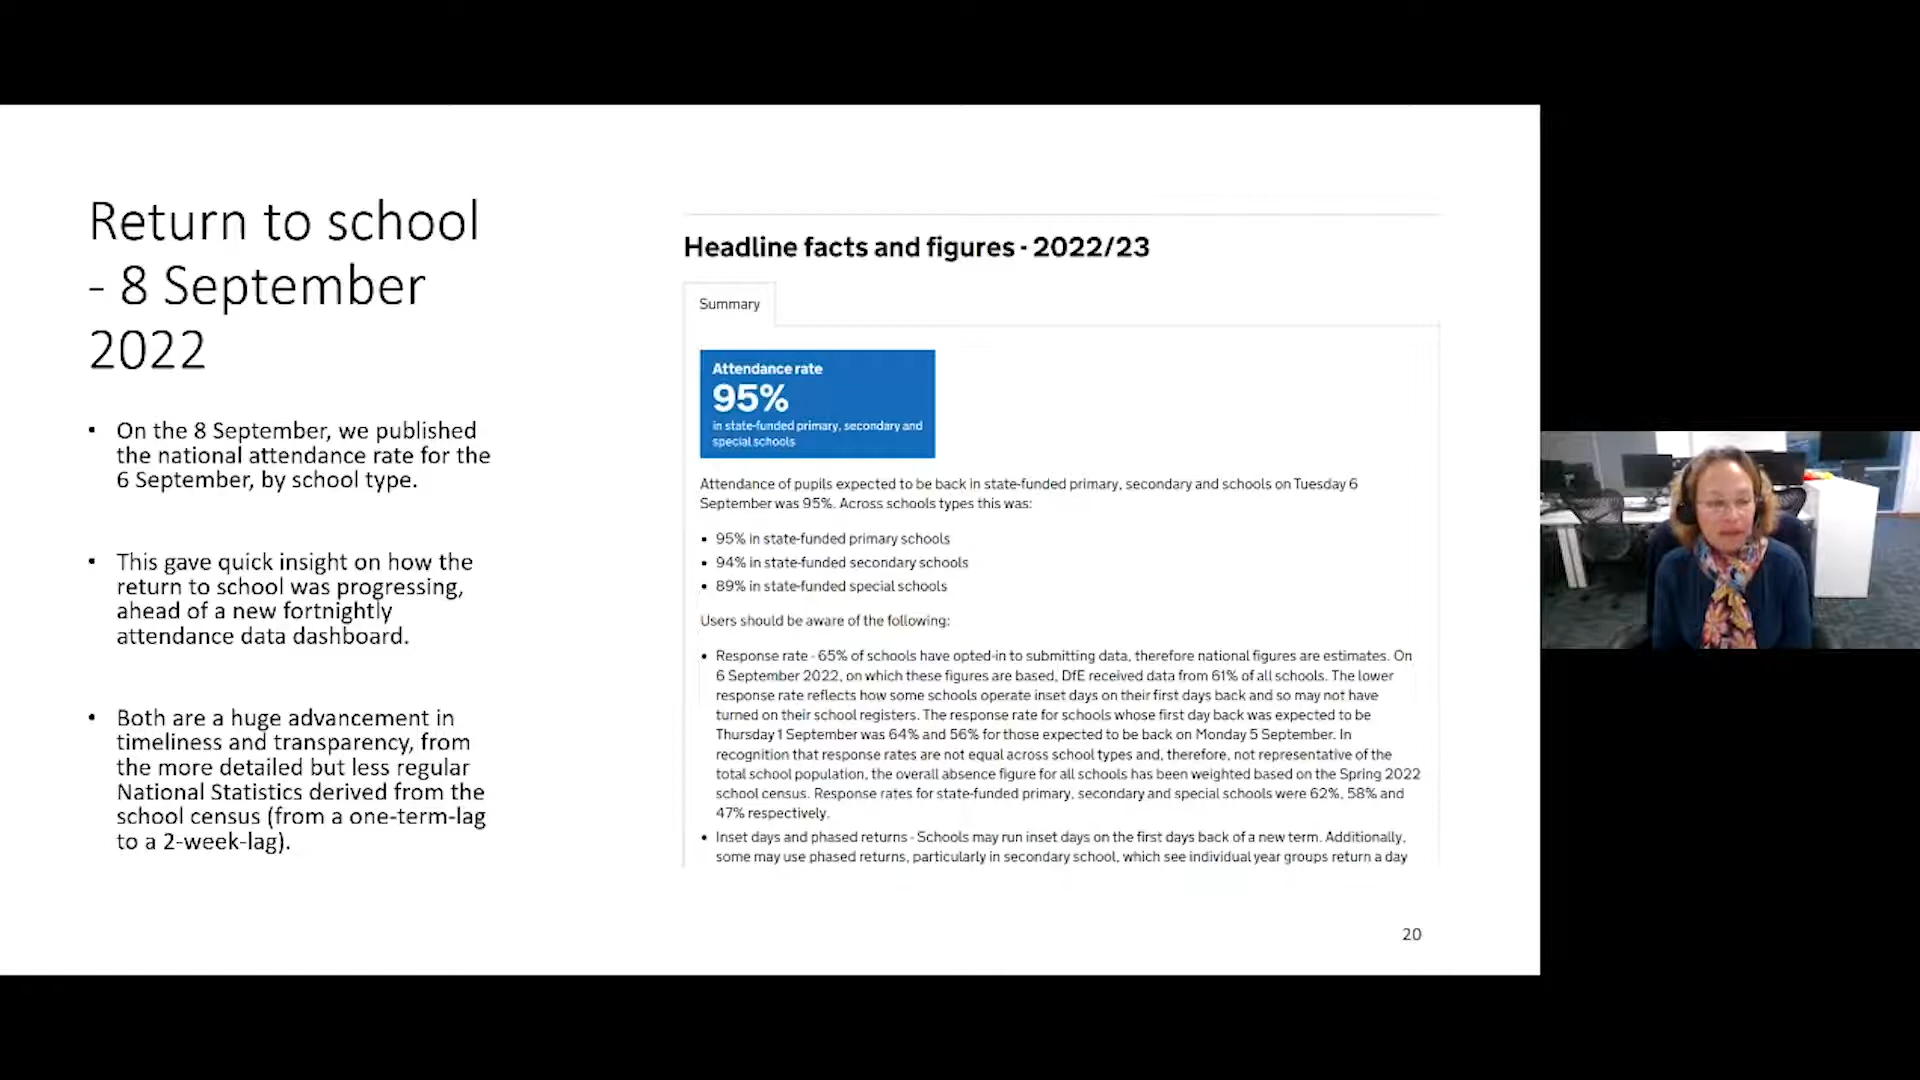 Return to school
- 8 September
2022
• On the 8 September, we published
the national attendance rate for the
6 September, by school type.
• This gave quick insight on how the
return to school was progressing,
ahead of a new fortnightly
attendance data dashboard.
• Both are a huge advancement in
timeliness and transparency, from
the more detailed but less regular
National Statistics derived from the
school census (from a one-term-lag
to a 2-week-lag).
Headline facts and figures - 2022/23
Summary
Attendance rate
95%
in state-funded primary, secondary and
special schools
Attendance of pupils expected to be back in state-funded primary, secondary and schools on Tuesday 6
September was 95%. Across schools types this was:
• 95% in state-funded primary schools
• 94% in state-funded secondary schools
• 89% in state-funded special schools
Users should be aware of the following:
• Response rate - 65% of schools have opted-in to submitting data, therefore national figures are estimates. On
6 September 2022, on which these figures are based, DfE received data from 61% of all schools. The lower
response rate reflects how some schools operate inset days on their first days back and so may not have
turned on their school registers. The response rate for schools whose first day back was expected to be
Thursday 1 September was 64% and 56% for those expected to be back on Monday 5 September. In
recognition that response rates are not equal across school types and, therefore, not representative of the
total school population, the overall absence figure for all schools has been weighted based on the Spring 2022
school census. Response rates for state-funded primary, secondary and special schools were 62%, 58% and
47% respectively.
• Inset days and phased returns - Schools may run inset days on the first days back of a new term. Additionally,
some may use phased returns, particularly in secondary school, which see individual year groups return a day
20